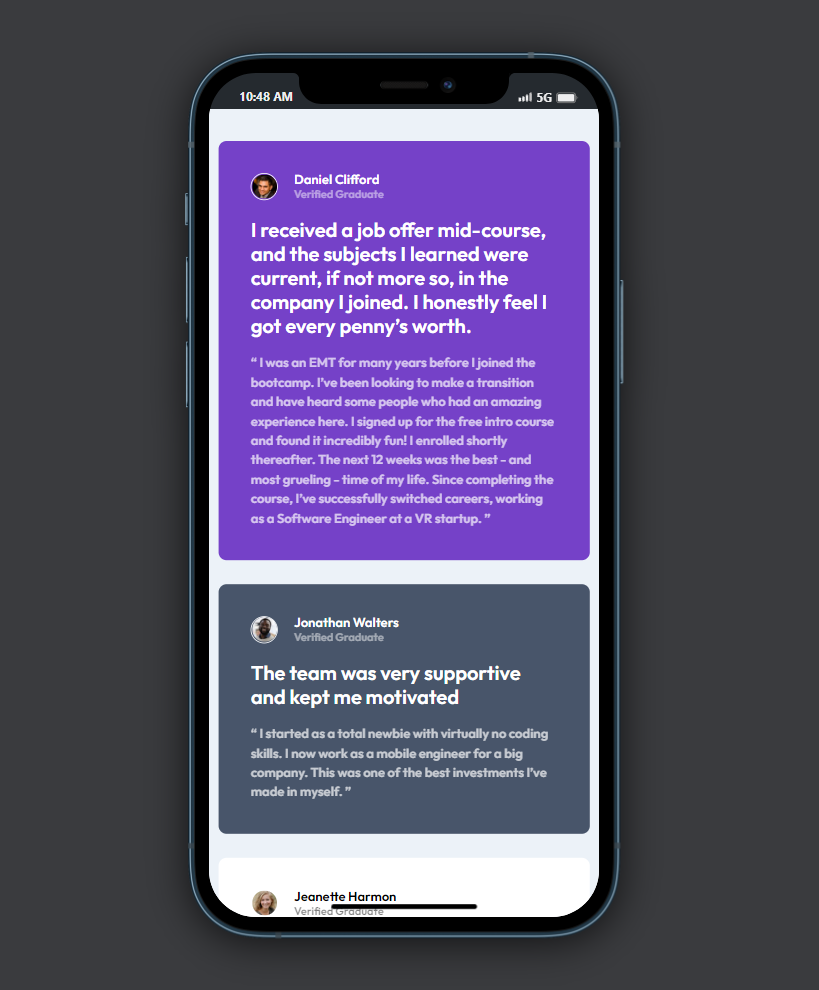 10:48 AM
5G
Daniel Clifford
Verified Graduate
I received a job offer mid-course,
and the subjects I learned were
current, if not more so, in the
company I joined. I honestly feel I
got every penny’s worth.
“ I was an EMT for many years before I joined the
bootcamp. I’ve been looking to make a transition
and have heard some people who had an amazing
experience here. I signed up for the free intro course
and found it incredibly fun! I enrolled shortly
thereafter. The next 12 weeks was the best – and
most grueling – time of my life. Since completing the
course, I’ve successfully switched careers, working
as a Software Engineer at a VR startup. ”
Jonathan Walters
Verified Graduate
The team was very supportive
and kept me motivated
“ I started as a total newbie with virtually no coding
skills. I now work as a mobile engineer for a big
company. This was one of the best investments I’ve
made in myself. ”
Jeanette Harmon
Verified Graduate